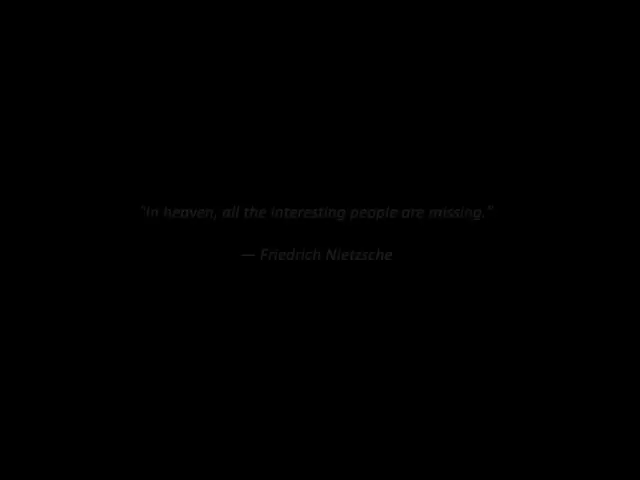 "In heaven, all the interesting people are missing."
— Friedrich Nietzsche